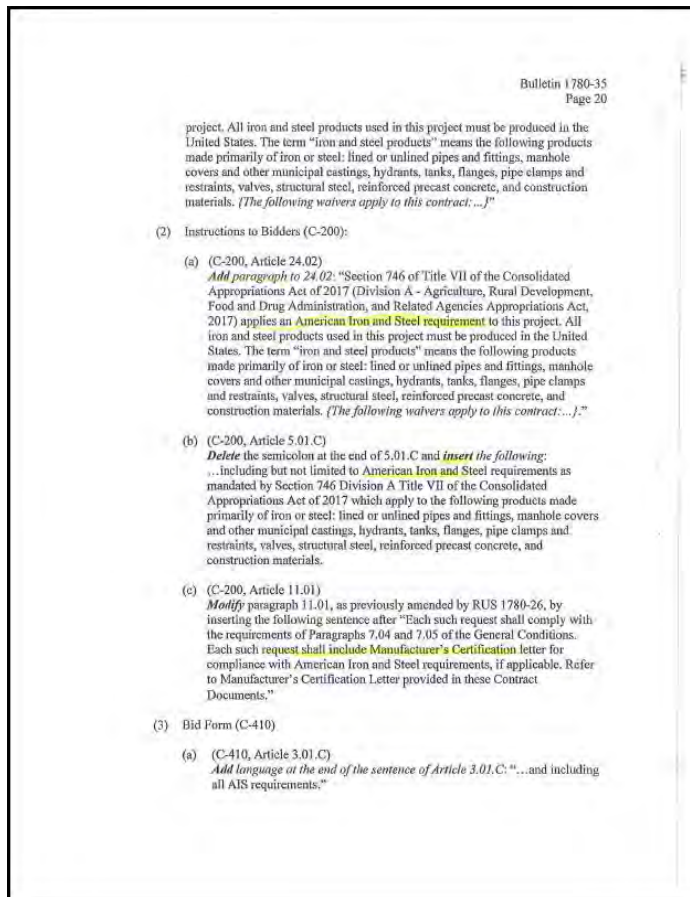 Bulletin 1780-35
Page 20
project. All iron and steel products used in this project must be produced in the
United States. The term "iron and steel products" means the following products
made primarily of iron or steel: lined or unlined pipes and fittings, manhole
covers and other municipal castings, hydrants, tanks, flanges, pipe clamps and
restraints, valves, structural steel, reinforced precast concrete, and construction
materials. {The following waivers apply to this contract:...}"
(2) Instructions to Bidders (C-200):
(a) (C-200, Article 24.02)
Add paragraph to 24.02: "Section 746 of Title VII of the Consolidated
Appropriations Act of 2017 (Division A - Agriculture, Rural Development,
Food and Drug Administration, and Related Agencies Appropriations Act,
2017) applies an American Iron and Steel requirement to this project. All
iron and steel products used in this project must be produced in the United
States. The term "iron and steel products" means the following products
made primarily of iron or steel: lined or unlined pipes and fittings, manhole
covers and other municipal castings, hydrants, tanks, flanges, pipe clamps
and restraints, valves, structural steel, reinforced precast concrete, and
construction materials. {The following waivers apply to this contract:...}."
(b) (C-200, Article 5.01.C)
Delete the semicolon at the end of 5.01.C and insert the following:
…including but not limited to American Iron and Steel requirements as
mandated by Section 746 Division A Title VII of the Consolidated
Appropriations Act of 2017 which apply to the following products made
primarily of iron or steel: lined or unlined pipes and fittings, manhole covers
and other municipal castings, hydrants, tanks, flanges, pipe clamps and
restraints, valves, structural steel, reinforced precast concrete, and
construction materials.
(c) (C-200, Article 11.01)
Modify paragraph 11.01, as previously amended by RUS 1780-26, by
inserting the following sentence after "Each such request shall comply with
the requirements of Paragraphs 7.04 and 7.05 of the General Conditions.
Each such request shall include Manufacturer's Certification letter for
compliance with American Iron and Steel requirements, if applicable. Refer
to Manufacturer's Certification Letter provided in these Contract
Documents."
(3) Bid Form (C-410)
(a) (C-410, Article 3.01.C)
Add language at the end of the sentence of Article 3.01.C: "…and including
all AIS requirements."